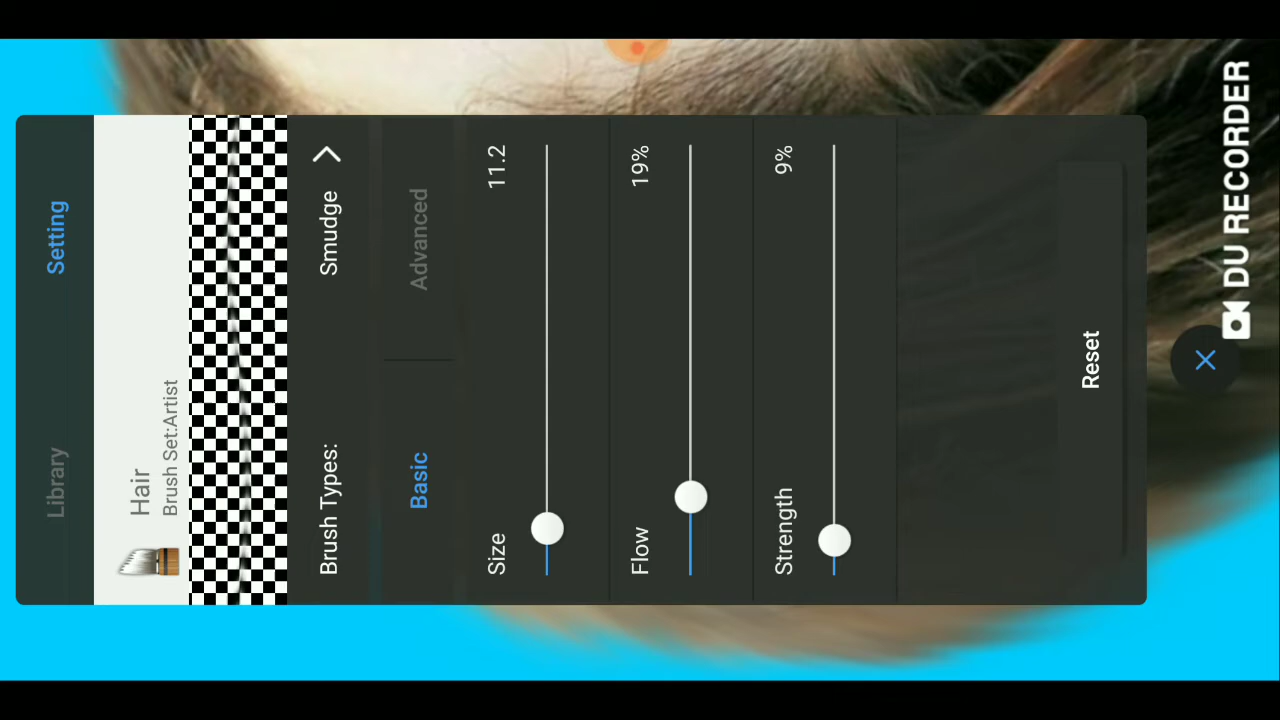 Library Setting
Hair
Brush Set:Artist
Brush Types: Smudge
Basic Advanced
Size 11.2
Flow 19%
Strength 9%
Reset
DU RECORDER